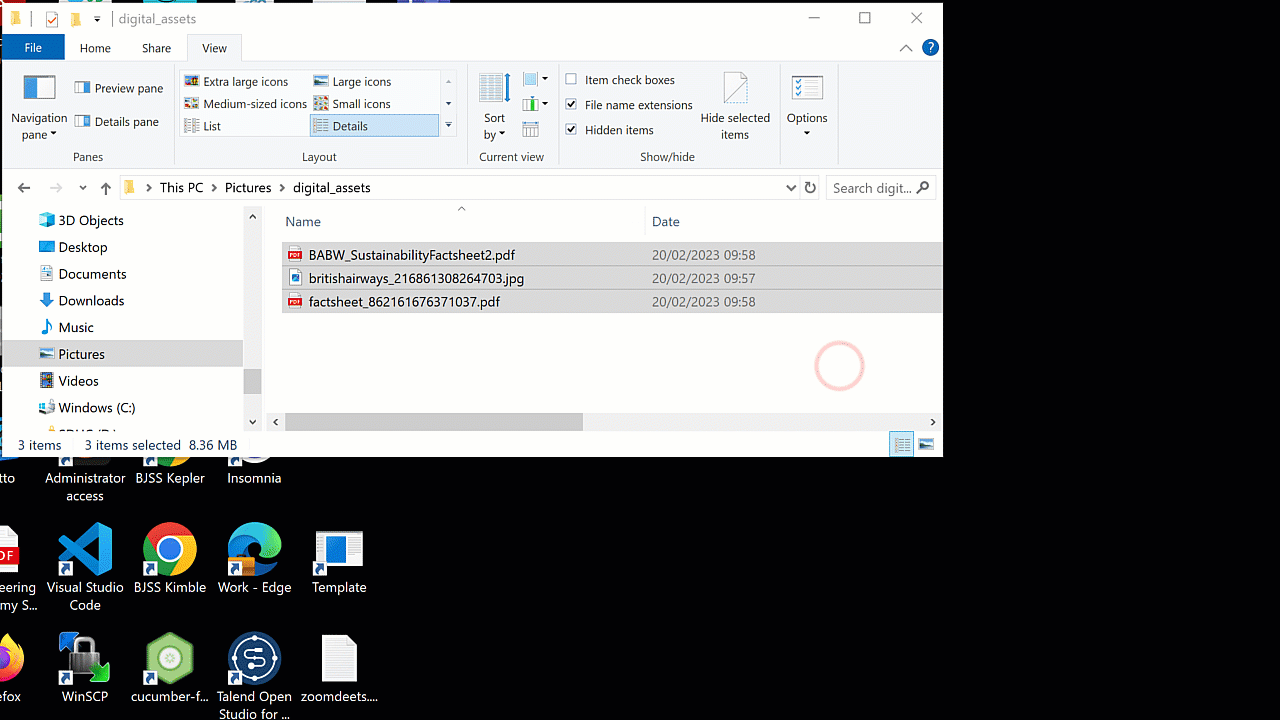 digital_assets
File Home Share View
Navigation pane
Preview pane
Details pane
Panes
Extra large icons Large icons
Medium-sized icons Small icons
List Details
Layout
Sort by
Current view
Item check boxes
File name extensions
Hidden items
Hide selected items
Show/hide
Options
This PC Pictures digital_assets
Search digit...
3D Objects
Desktop
Documents
Downloads
Music
Pictures
Videos
Windows (C:)
Name Date
BABW_SustainabilityFactsheet2.pdf 20/02/2023 09:58
britishairways_216861308264703.jpg 20/02/2023 09:57
factsheet_862161676371037.pdf 20/02/2023 09:58
3 items 3 items selected 8.36 MB
tto
Administrator access
BJSS Kepler
Insomnia
eering
my S...
Visual Studio Code
BJSS Kimble
Work - Edge
Template
efox
WinSCP
cucumber-f...
Talend Open Studio for ...
zoomdeets....